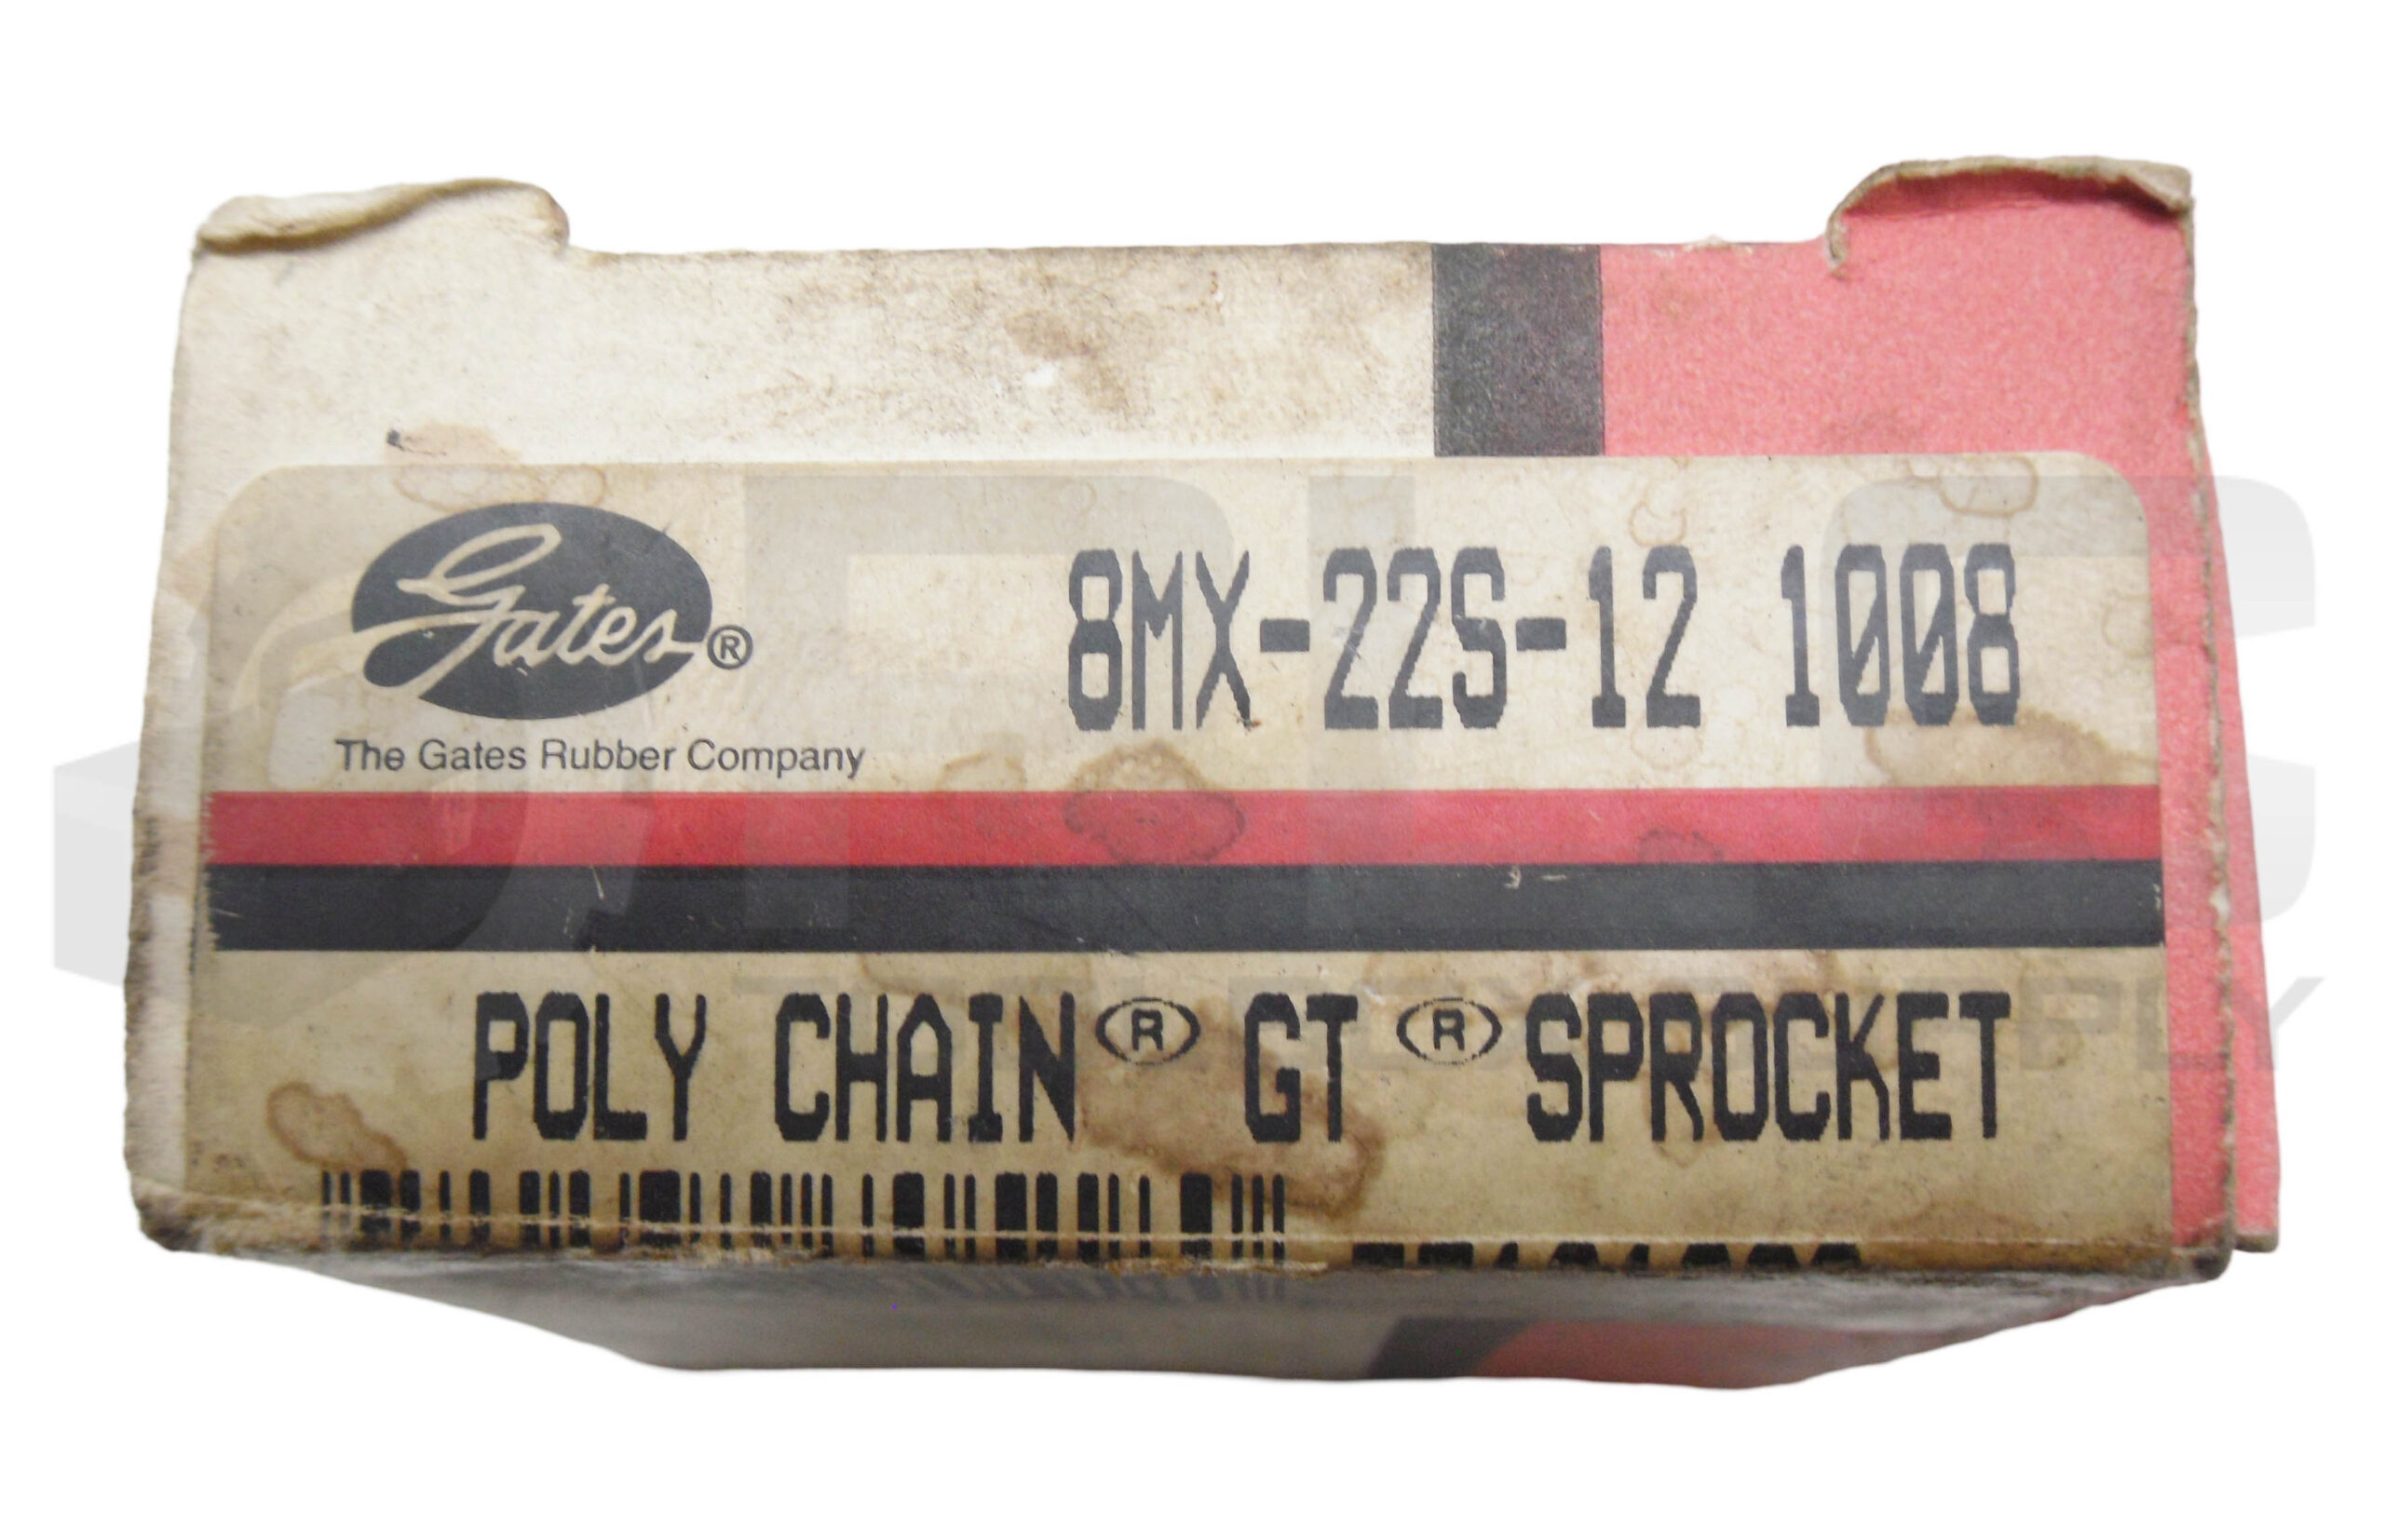 Gates®
8MX-22S-12 1008
The Gates Rubber Company
POLY CHAIN® GT® SPROCKET